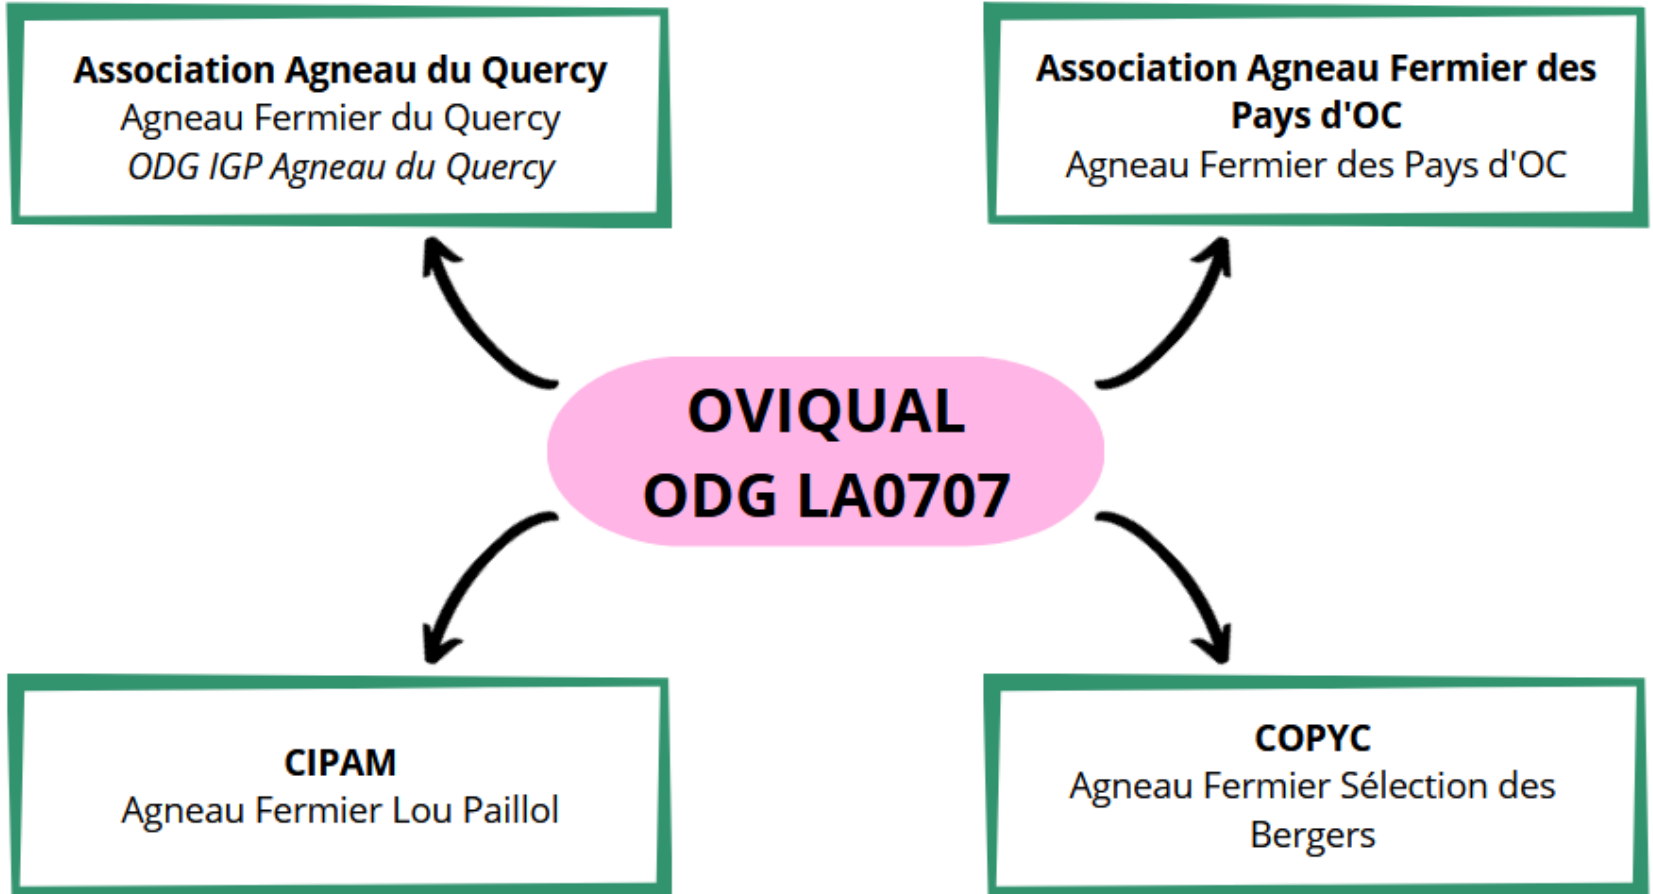 Association Agneau du Quercy
Agneau Fermier du Quercy
ODG IGP Agneau du Quercy
Association Agneau Fermier des
Pays d'OC
Agneau Fermier des Pays d'OC
OVIQUAL
ODG LA0707
CIPAM
Agneau Fermier Lou Paillol
COPYC
Agneau Fermier Sélection des
Bergers